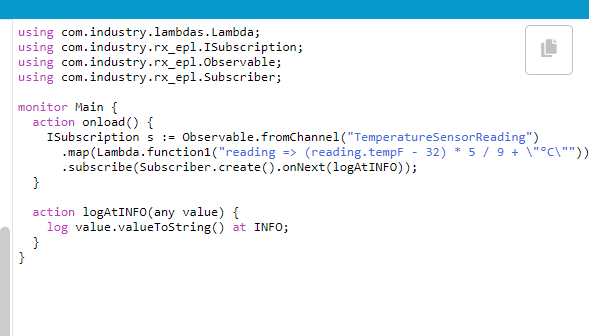 using com.industry.lambdas.Lambda;
using com.industry.rx_epl.ISubscription;
using com.industry.rx_epl.Observable;
using com.industry.rx_epl.Subscriber;

monitor Main {
  action onload() {
    ISubscription s := Observable.fromChannel("TemperatureSensorReading")
      .map(Lambda.function1("reading => (reading.tempF - 32) * 5 / 9 + \"°C\""))
      .subscribe(Subscriber.create().onNext(logAtINFO));
  }

  action logAtINFO(any value) {
    log value.valueToString() at INFO;
  }
}